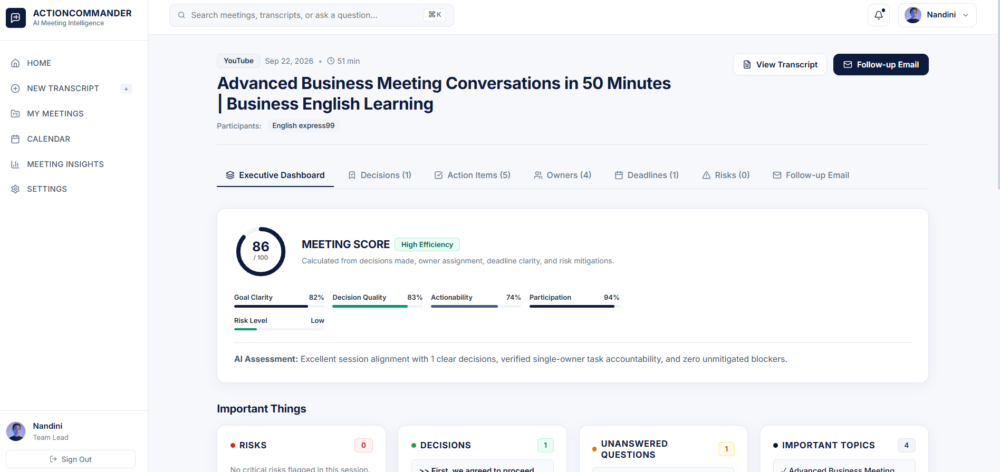 ACTIONCOMMANDER
AI Meeting Intelligence
Search meetings, transcripts, or ask a question...
⌘K
Nandini
HOME
NEW TRANSCRIPT +
MY MEETINGS
CALENDAR
MEETING INSIGHTS
SETTINGS
YouTube Sep 22, 2026 • 51 min
View Transcript
Follow-up Email
Advanced Business Meeting Conversations in 50 Minutes
| Business English Learning
Participants: English express99
Executive Dashboard
Decisions (1)
Action Items (5)
Owners (4)
Deadlines (1)
Risks (0)
Follow-up Email
86
/ 100
MEETING SCORE High Efficiency
Calculated from decisions made, owner assignment, deadline clarity, and risk mitigations.
Goal Clarity 82%
Decision Quality 83%
Actionability 74%
Participation 94%
Risk Level Low
AI Assessment: Excellent session alignment with 1 clear decisions, verified single-owner task accountability, and zero unmitigated blockers.
Important Things
RISKS 0
No critical risks flagged in this session.
DECISIONS 1
>> First, we agreed to proceed
UNANSWERED
QUESTIONS 1
IMPORTANT TOPICS 4
✓ Advanced Business Meeting
Nandini
Team Lead
Sign Out